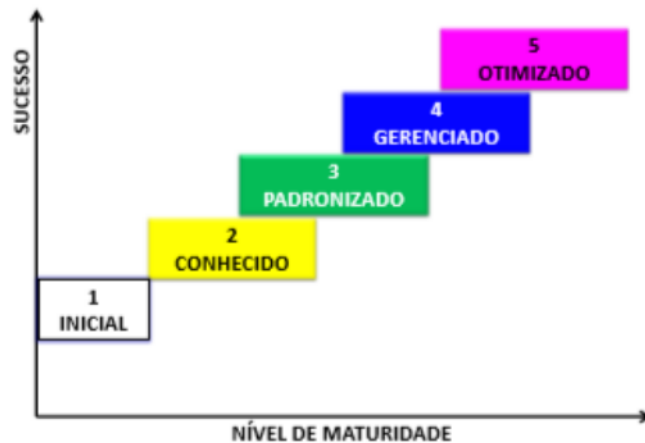 SUCESSO
5
OTIMIZADO
4
GERENCIADO
3
PADRONIZADO
2
CONHECIDO
1
INICIAL
NÍVEL DE MATURIDADE